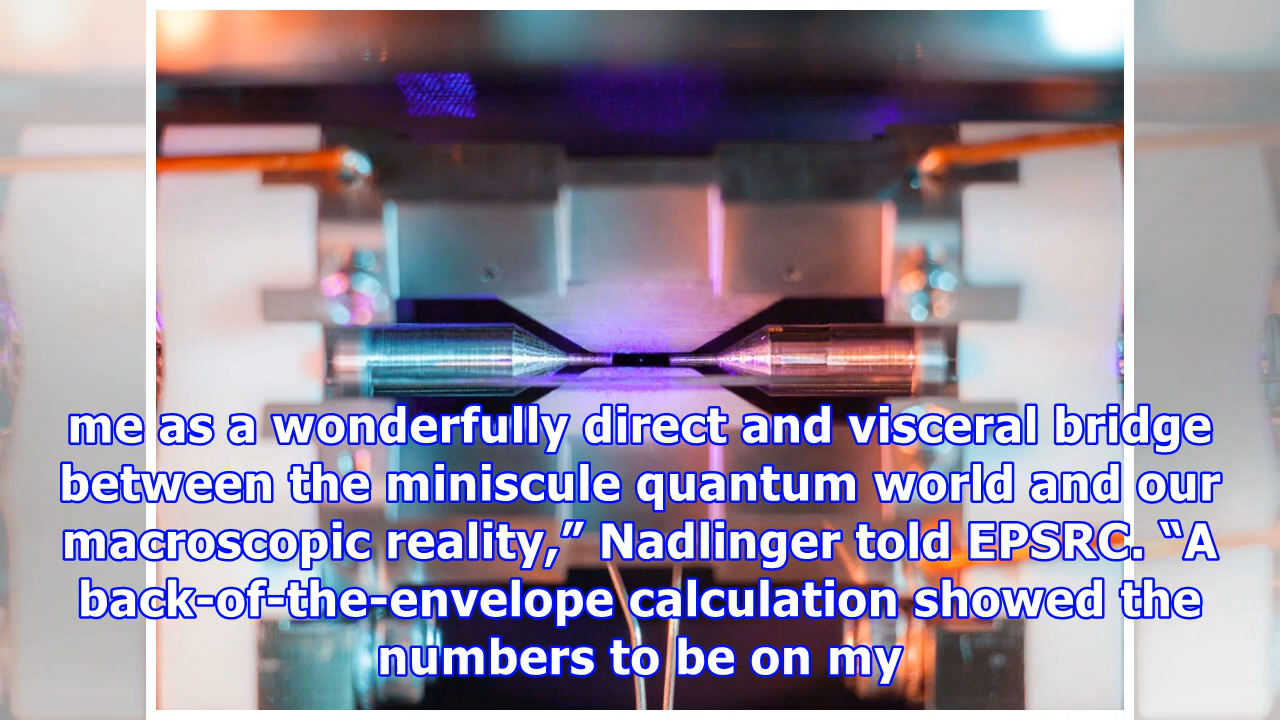 me as a wonderfully direct and visceral bridge
between the miniscule quantum world and our
macroscopic reality,” Nadlinger told EPSRC. “A
back-of-the-envelope calculation showed the
numbers to be on my